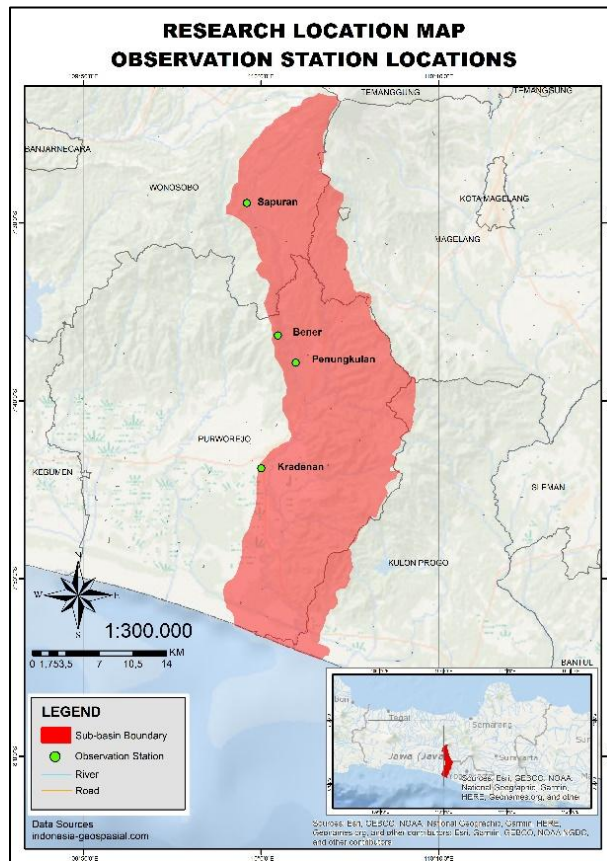 RESEARCH LOCATION MAP
OBSERVATION STATION LOCATIONS
TEMANGGUNG
BANJARNEGARA
WONOSOBO
KOTA MAGELANG
Sapuran
MAGELANG
Bener
Penungkulan
PURWOREJO
Kradenan
KEBUMEN
SLEMAN
KULON PROGO
BANTUL
W
S
1:300.000
KM
0 1,75 3,5 7 10,5 14
LEGEND
Sub-basin Boundary
Observation Station
River
Road
Data Sources
indonesia-geospasial.com
Tegal
Semarang
Jawa (Java)
Surakarta
Sources: Esri, GEBCO, NOAA,
National Geographic, Garmin,
HERE, Geonames.org, and other
Sources: Esri, GEBCO, NOAA, National Geographic, Garmin, HERE,
Geonames.org, and other contributors; Esri, Garmin, GEBCO, NOAA NGDC,
and other contributors